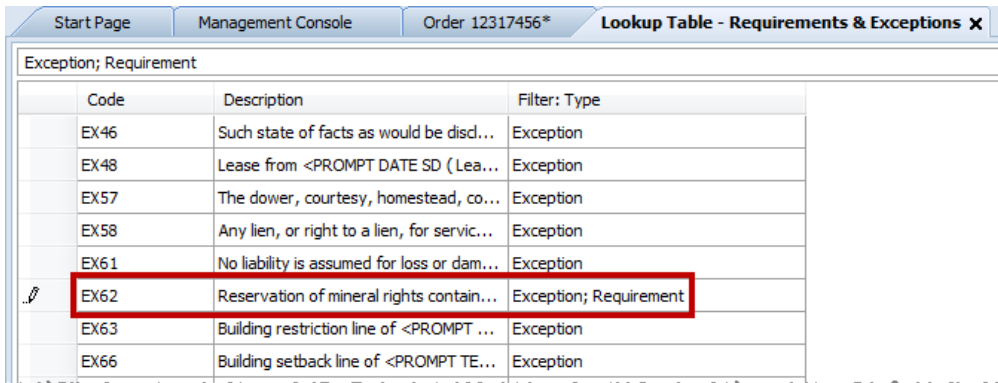 Start Page Management Console Order 12317456* Lookup Table - Requirements & Exceptions X
Exception; Requirement
Code Description Filter: Type
EX46 Such state of facts as would be discl... Exception
EX48 Lease from <PROMPT DATE SD ( Lea... Exception
EX57 The dower, courtesy, homestead, co... Exception
EX58 Any lien, or right to a lien, for servic... Exception
EX61 No liability is assumed for loss or dam... Exception
EX62 Reservation of mineral rights contain... Exception; Requirement
EX63 Building restriction line of <PROMPT ... Exception
EX66 Building setback line of <PROMPT TE... Exception